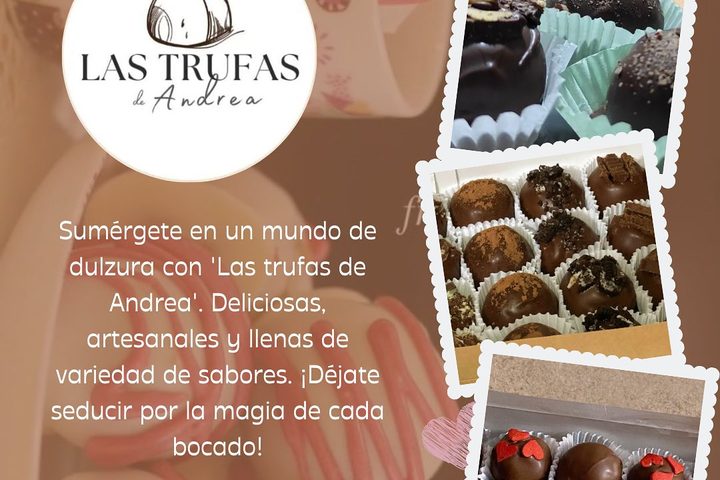 LAS TRUFAS
de Andrea
Sumérgete en un mundo de
dulzura con 'Las trufas de
Andrea'. Deliciosas,
artesanales y llenas de
variedad de sabores. ¡Déjate
seducir por la magia de cada
bocado!